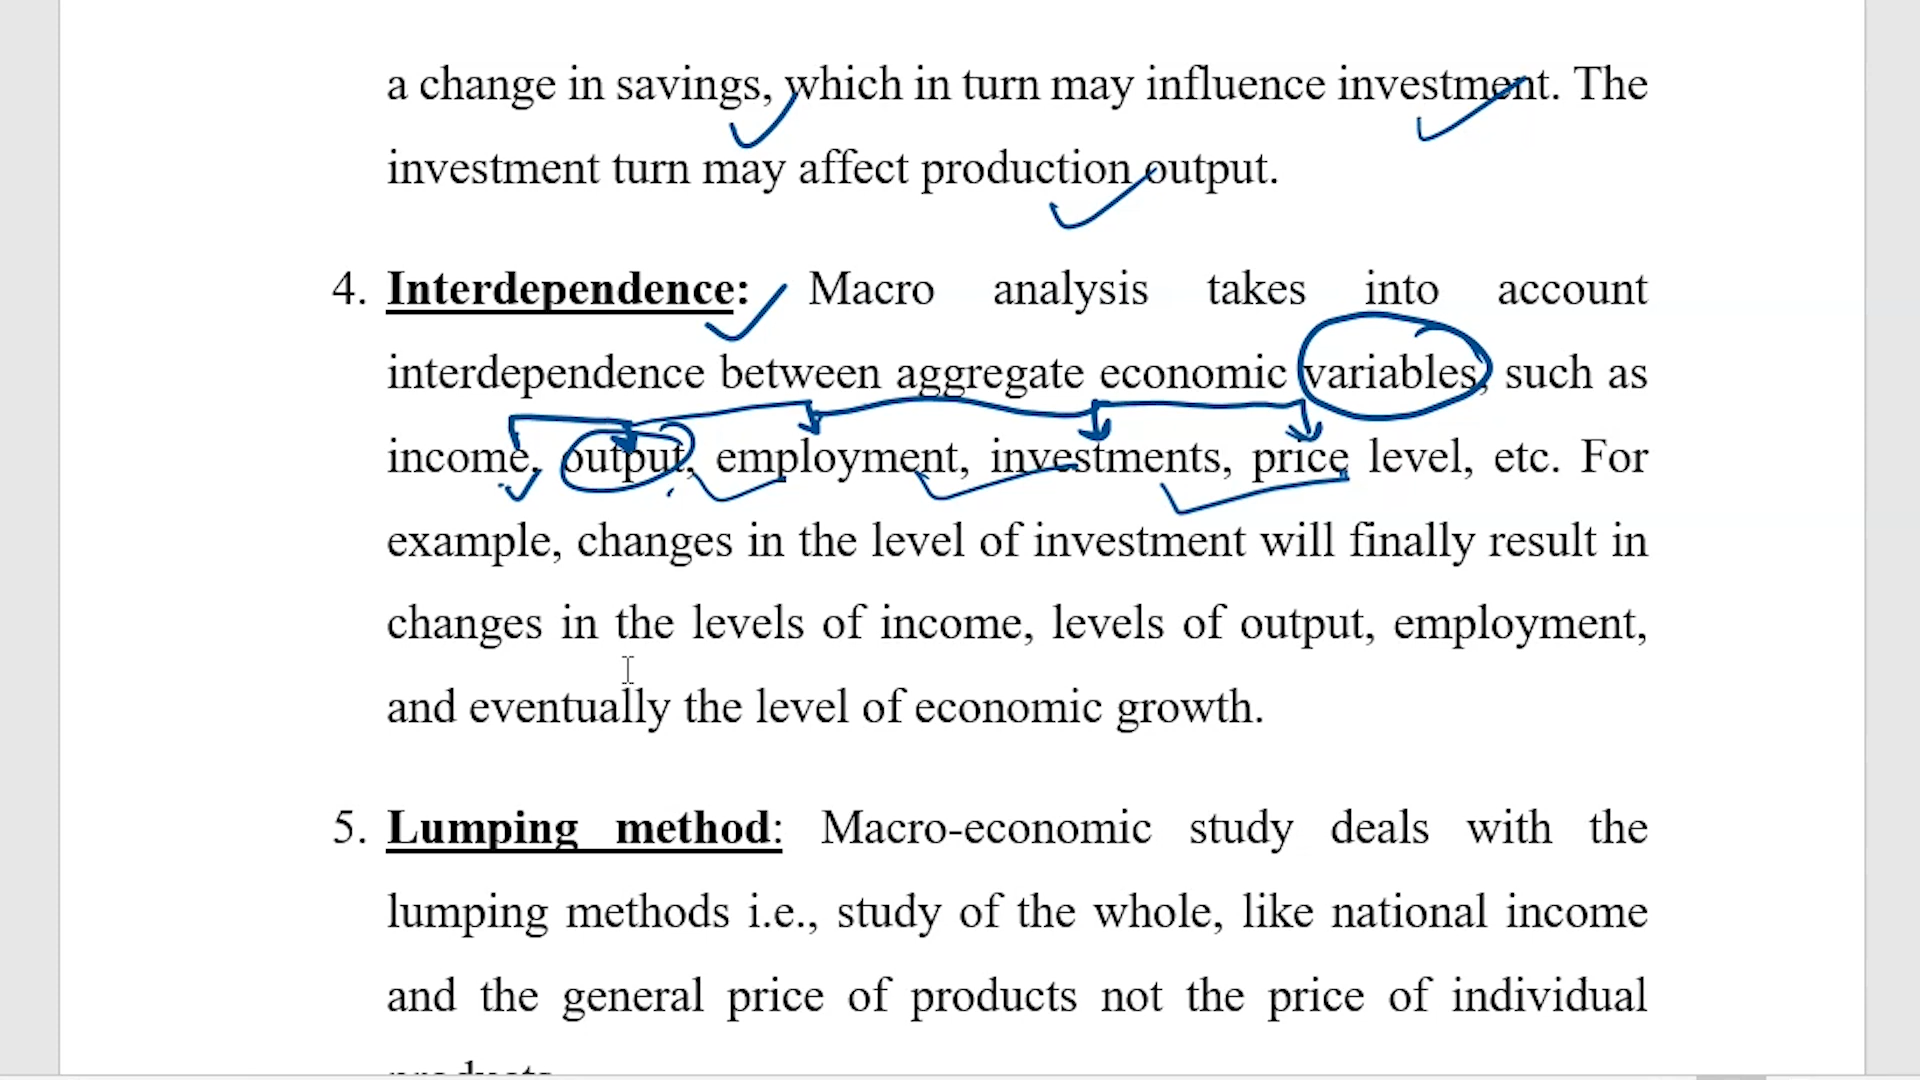 a change in savings, which in turn may influence investment. The
investment turn may affect production output.
4. Interdependence: Macro analysis takes into account
interdependence between aggregate economic variables, such as
income, output, employment, investments, price level, etc. For
example, changes in the level of investment will finally result in
changes in the levels of income, levels of output, employment,
and eventually the level of economic growth.
5. Lumping method: Macro-economic study deals with the
lumping methods i.e., study of the whole, like national income
and the general price of products not the price of individual
products